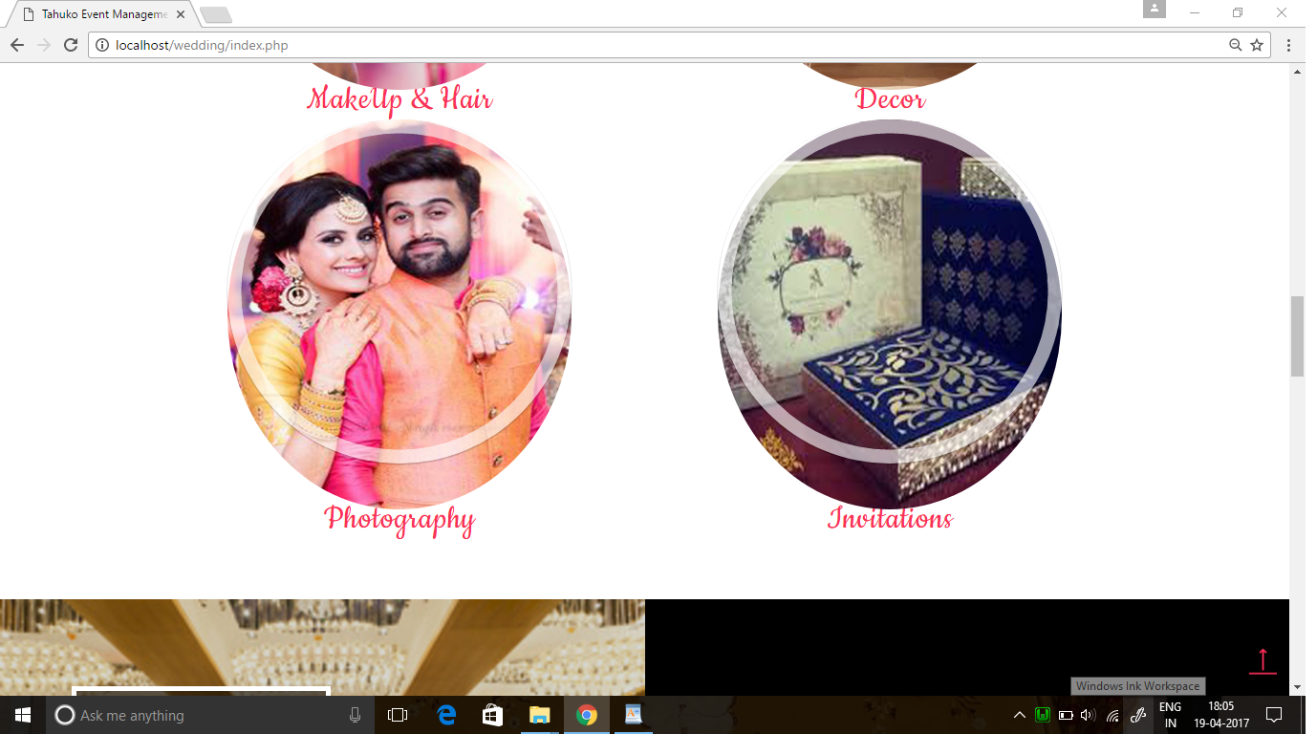 Tahuko Event Manageme
localhost/wedding/index.php
MakeUp & Hair
Decor
Photography
Invitations
Windows Ink Workspace
Ask me anything
ENG
IN
18:05
19-04-2017